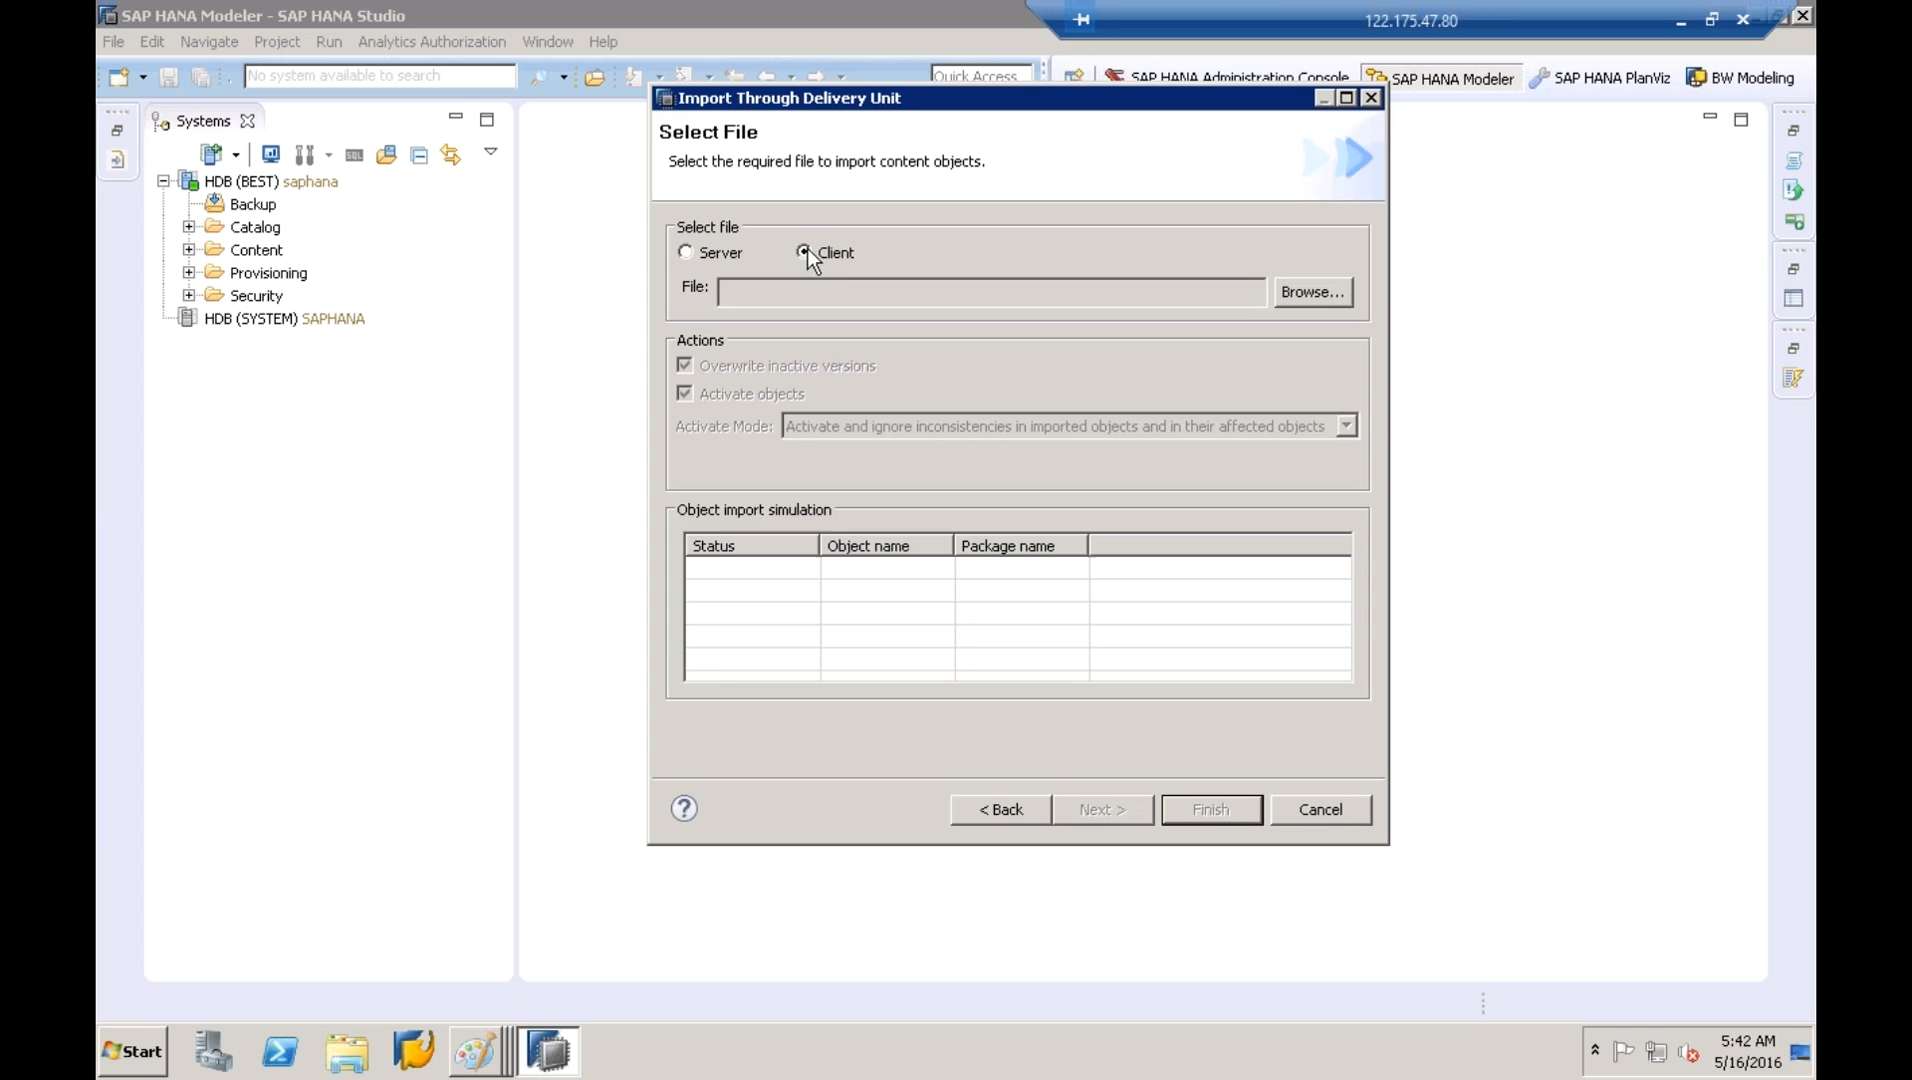 SAP HANA Modeler - SAP HANA Studio
122.175.47.80
File Edit Navigate Project Run Analytics Authorization Window Help
No system available to search
Quick Access
SAP HANA Administration Console
SAP HANA Modeler
SAP HANA PlanViz
BW Modeling
Systems
SQL
HDB (BEST) saphana
Backup
Catalog
Content
Provisioning
Security
HDB (SYSTEM) SAPHANA
Import Through Delivery Unit
Select File
Select the required file to import content objects.
Select file
Server
Client
File:
Browse...
Actions
Overwrite inactive versions
Activate objects
Activate Mode: Activate and ignore inconsistencies in imported objects and in their affected objects
Object import simulation
Status Object name Package name
?
< Back
Next >
Finish
Cancel
Start
5:42 AM
5/16/2016